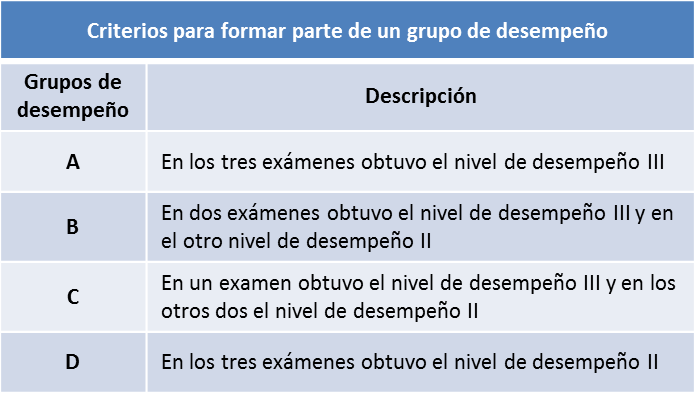 Criterios para formar parte de un grupo de desempeño
Grupos de
desempeño
Descripción
A
En los tres exámenes obtuvo el nivel de desempeño III
B
En dos exámenes obtuvo el nivel de desempeño III y en
el otro nivel de desempeño II
C
En un examen obtuvo el nivel de desempeño III y en los
otros dos el nivel de desempeño II
D
En los tres exámenes obtuvo el nivel de desempeño II